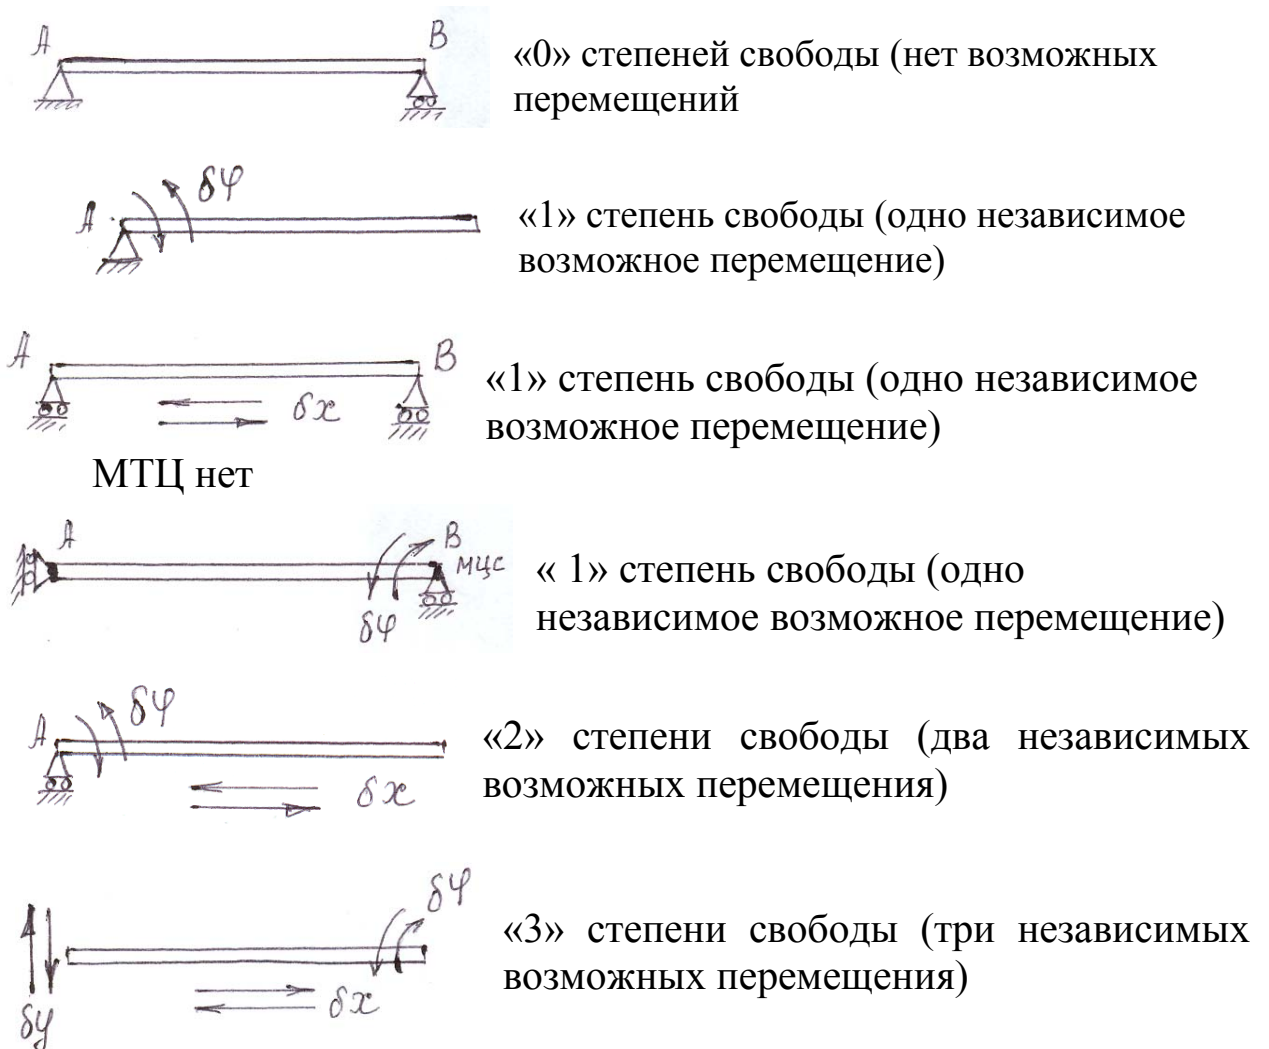 A B
«0» степеней свободы (нет возможных
перемещений
A δφ
«1» степень свободы (одно независимое
возможное перемещение)
A B
δx
«1» степень свободы (одно независимое
возможное перемещение)
МТЦ нет
A B
мцс
δφ
« 1» степень свободы (одно
независимое возможное перемещение)
A δφ
δx
«2» степени свободы (два независимых
возможных перемещения)
δφ
δx
δy
«3» степени свободы (три независимых
возможных перемещения)